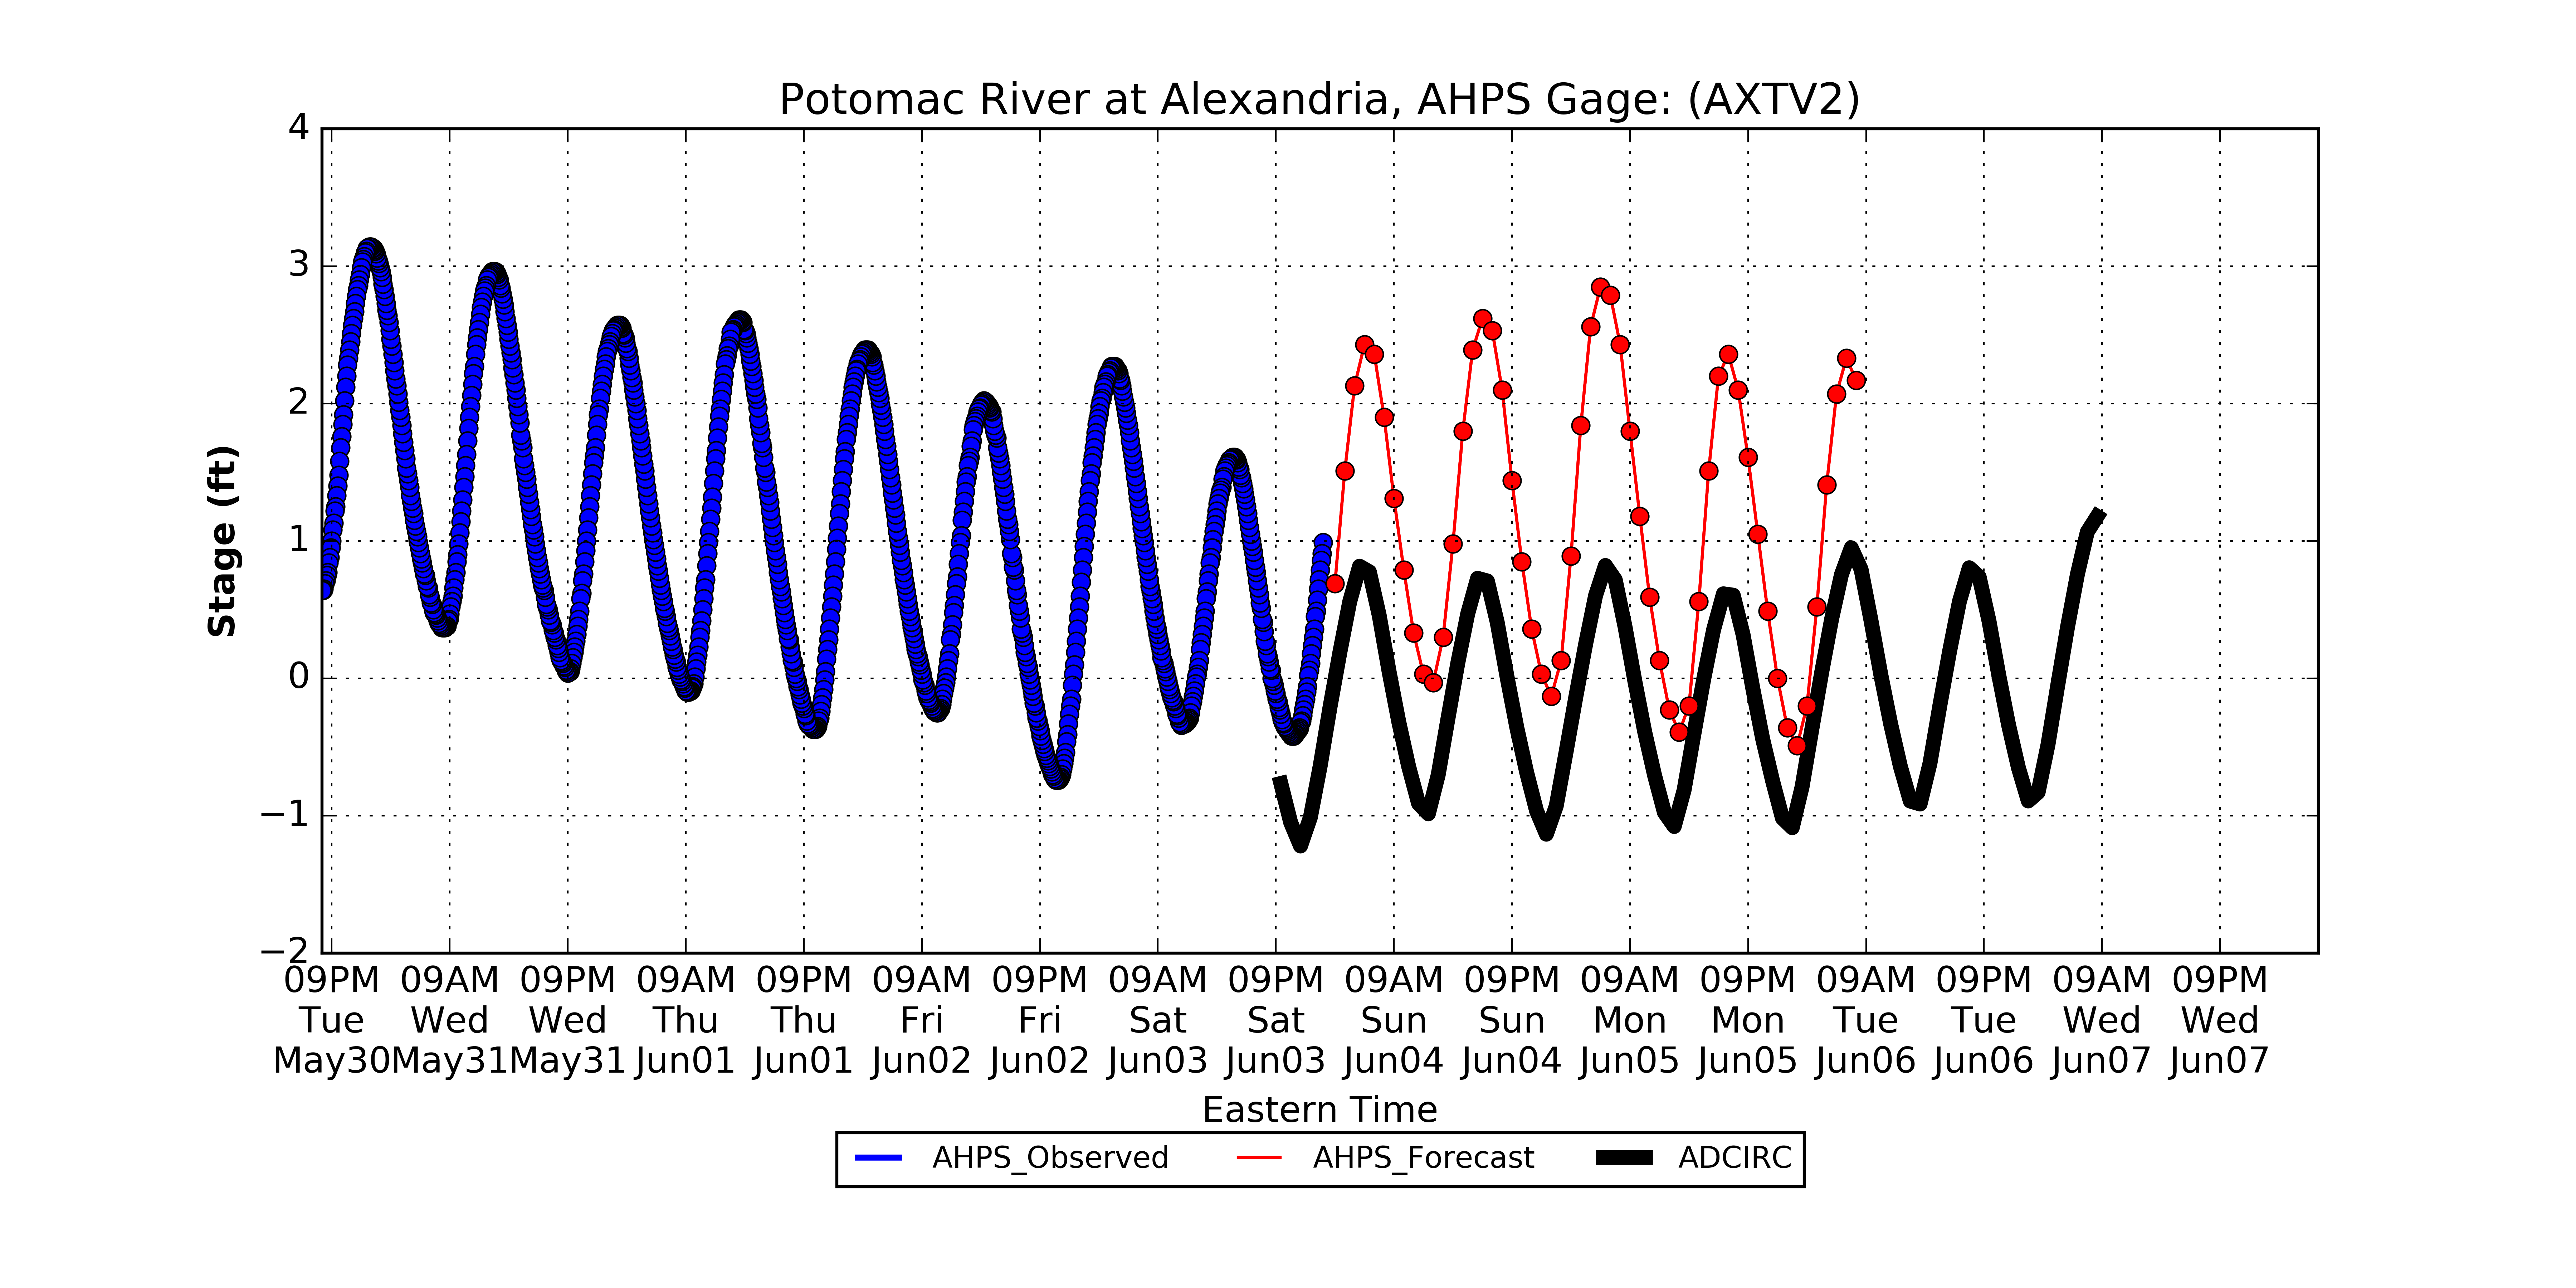 Potomac River at Alexandria, AHPS Gage: (AXTV2)
4
3
2
1
0
−1
−2
Stage (ft)
09PM 09AM 09PM 09AM 09PM 09AM 09PM 09AM 09PM 09AM 09PM 09AM 09PM 09AM 09PM 09AM 09PM
Tue Wed Wed Thu Thu Fri Fri Sat Sat Sun Sun Mon Mon Tue Tue Wed Wed
May30 May31 May31 Jun01 Jun01 Jun02 Jun02 Jun03 Jun03 Jun04 Jun04 Jun05 Jun05 Jun06 Jun06 Jun07 Jun07
Eastern Time
AHPS_Observed AHPS_Forecast ADCIRC